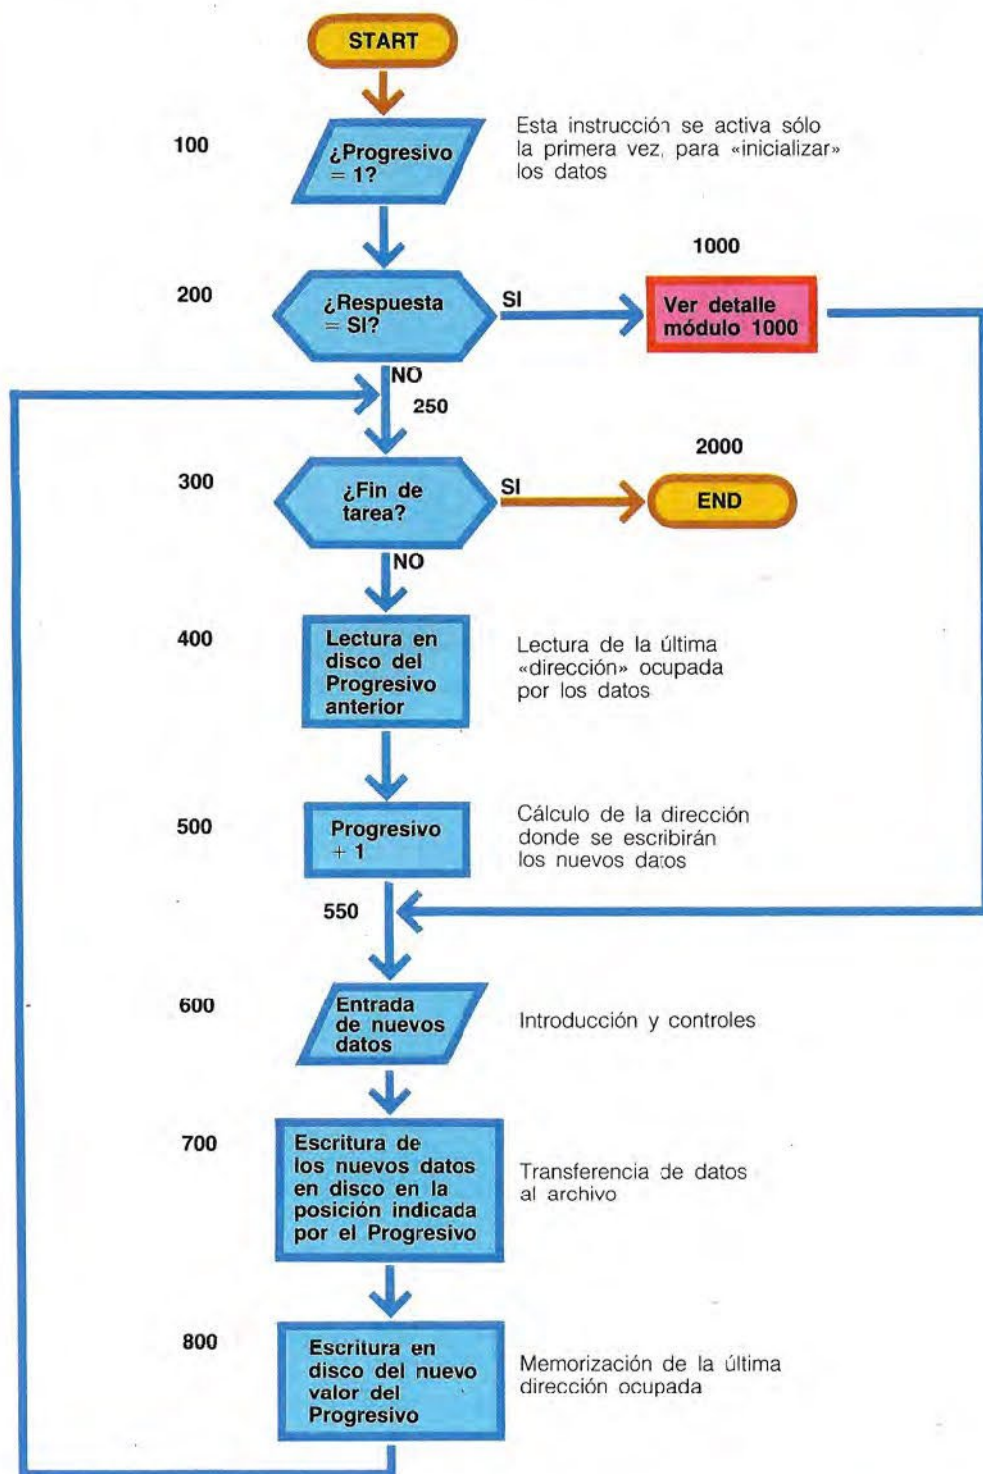 START
100
¿Progresivo
= 1?
Esta instrucción se activa sólo
la primera vez, para «inicializar»
los datos
200
¿Respuesta
= SI?
SI
1000
Ver detalle
módulo 1000
NO
250
300
¿Fin de
tarea?
SI
2000
END
NO
400
Lectura en
disco del
Progresivo
anterior
Lectura de la última
«dirección» ocupada
por los datos
500
Progresivo
+ 1
Cálculo de la dirección
donde se escribirán
los nuevos datos
550
600
Entrada
de nuevos
datos
Introducción y controles
700
Escritura de
los nuevos datos
en disco en la
posición indicada
por el Progresivo
Transferencia de datos
al archivo
800
Escritura en
disco del nuevo
valor del
Progresivo
Memorización de la última
dirección ocupada